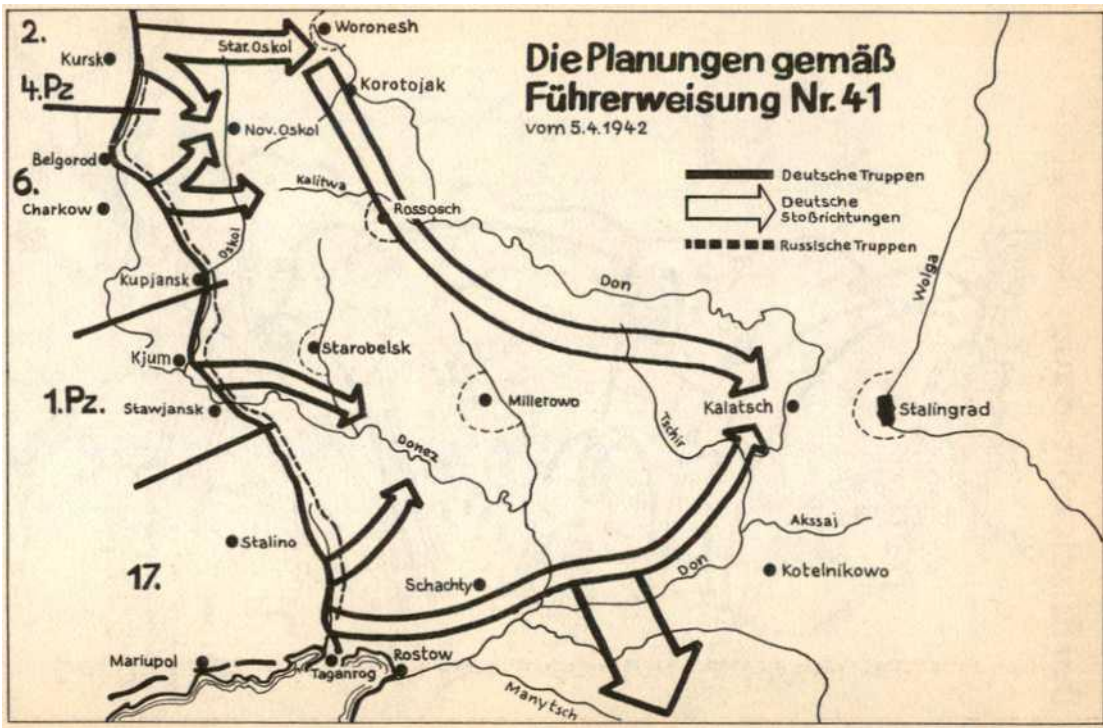 Die Planungen gemäß
Führerweisung Nr. 41
vom 5.4.1942
Deutsche Truppen
Deutsche
Stoßrichtungen
Russische Truppen
2.
Kursk
4.Pz
Belgorod
6.
Charkow
Kupjansk
Kjum
1.Pz.
Stawjansk
Stalino
17.
Mariupol
Taganrog
Rostow
Star. Oskol
Woronesh
Korotojak
Nov. Oskol
Kalitwa
Rossosch
Oskol
Starobelsk
Millerowo
Donez
Don
Wolga
Kalatsch
Stalingrad
Tschir
Akssaj
Don
Kotelnikowo
Schachty
Manytsch